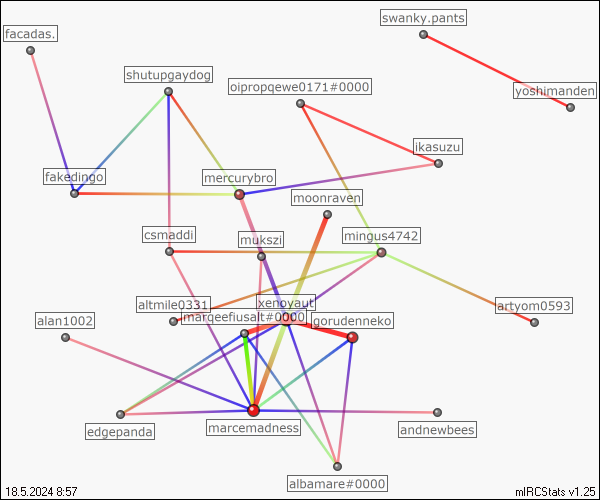 swanky.pants
facadas.
shutupgaydog
oipropqewe0171#0000
yoshimanden
ikasuzu
fakedingo
mercurybro
moonraven
csmaddi
mukszi
mingus4742
altmile0331
xenoyaut
artyom0593
alan1002
marqeefiusalt#0000
gorudenneko
edgepanda
marcemadness
andnewbees
albamare#0000
18.5.2024 8:57
mIRCStats v1.25